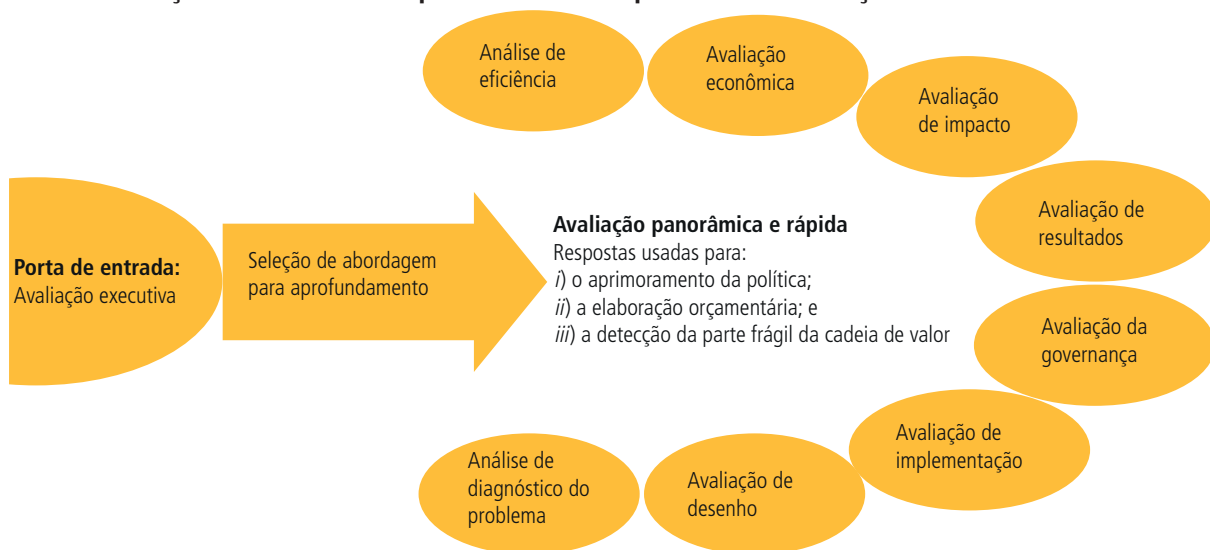 Análise de
eficiência
Avaliação
econômica
Avaliação
de impacto
Avaliação de
resultados
Avaliação da
governança
Avaliação de
implementação
Avaliação de
desenho
Análise de
diagnóstico do
problema
Porta de entrada:
Avaliação executiva
Seleção de abordagem
para aprofundamento
Avaliação panorâmica e rápida
Respostas usadas para:
i) o aprimoramento da política;
ii) a elaboração orçamentária; e
iii) a detecção da parte frágil da cadeia de valor